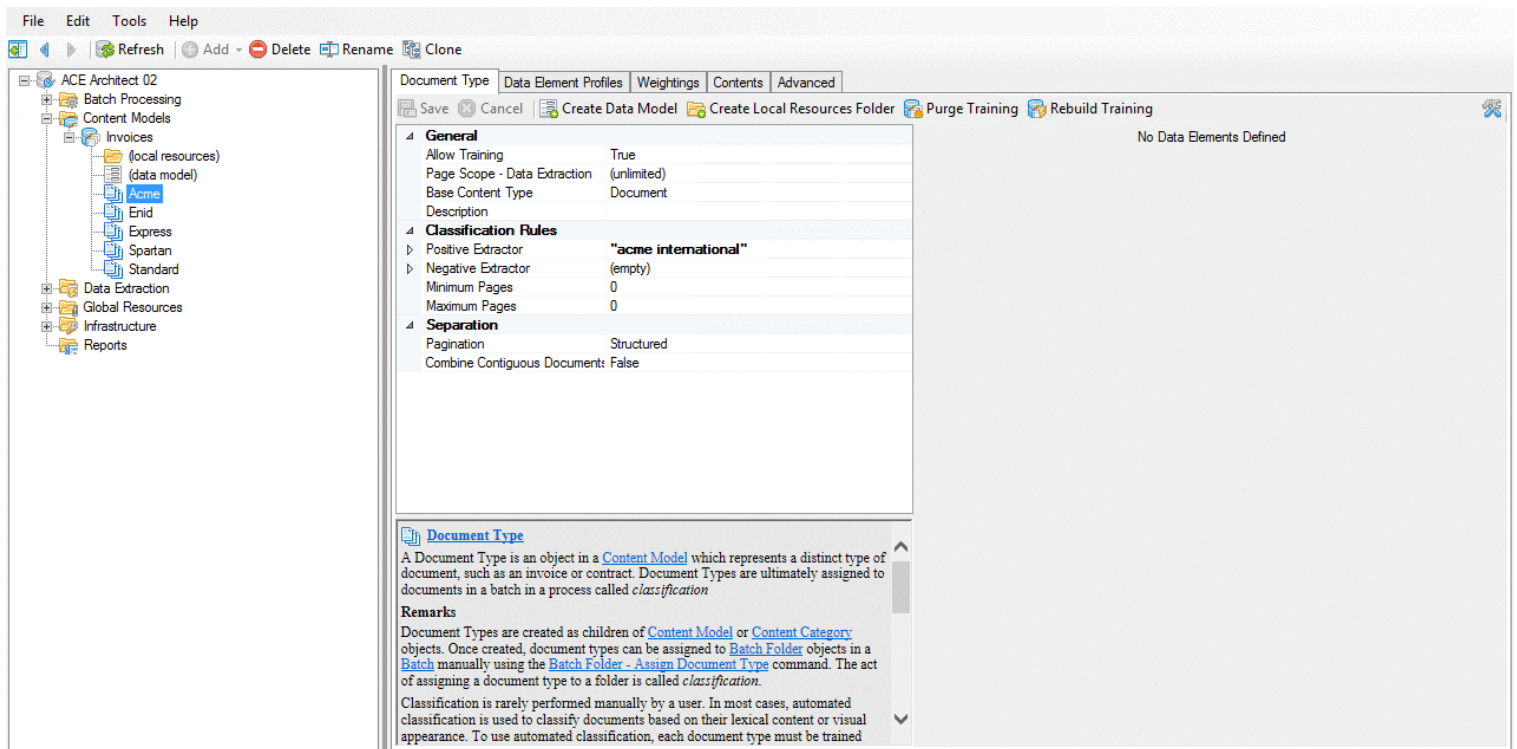 File Edit Tools Help
Refresh Add Delete Rename Clone
ACE Architect 02
Batch Processing
Content Models
Invoices
(local resources)
(data model)
Acme
Enid
Express
Spartan
Standard
Data Extraction
Global Resources
Infrastructure
Reports
Document Type Data Element Profiles Weightings Contents Advanced
Save Cancel Create Data Model Create Local Resources Folder Purge Training Rebuild Training
General
Allow Training True
Page Scope - Data Extraction (unlimited)
Base Content Type Document
Description
Classification Rules
Positive Extractor "acme international"
Negative Extractor (empty)
Minimum Pages 0
Maximum Pages 0
Separation
Pagination Structured
Combine Contiguous Documents False
No Data Elements Defined
Document Type
A Document Type is an object in a Content Model which represents a distinct type of
document, such as an invoice or contract. Document Types are ultimately assigned to
documents in a batch in a process called classification
Remarks
Document Types are created as children of Content Model or Content Category
objects. Once created, document types can be assigned to Batch Folder objects in a
Batch manually using the Batch Folder - Assign Document Type command. The act
of assigning a document type to a folder is called classification.
Classification is rarely performed manually by a user. In most cases, automated
classification is used to classify documents based on their lexical content or visual
appearance. To use automated classification, each document type must be trained